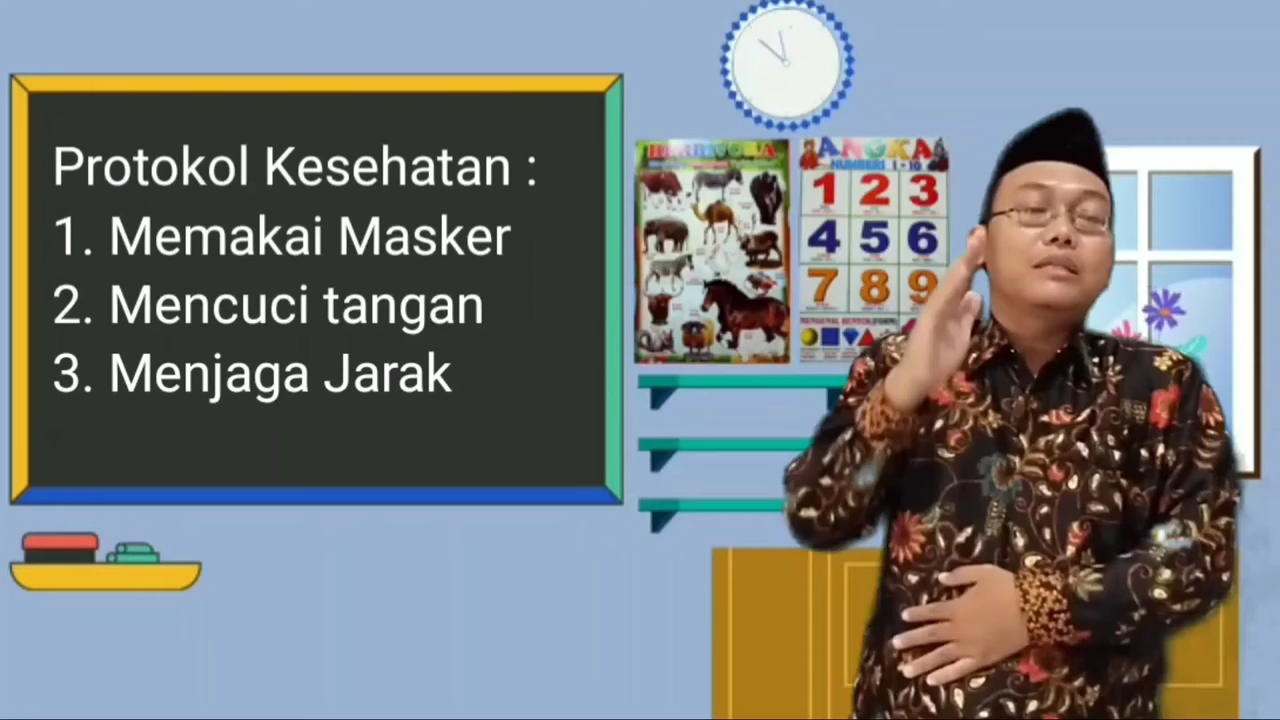 Protokol Kesehatan :
1. Memakai Masker
2. Mencuci tangan
3. Menjaga Jarak
ANGKA
NUMBERS 1 - 10
1 2 3
4 5 6
7 8 9